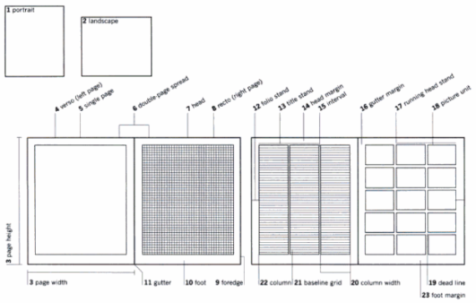 1 portrait
2 landscape
4 verso (left page)
5 single page
6 double-page spread
7 head
8 recto (right page)
12 folio stand
13 title stand
14 head margin
15 interval
16 gutter margin
17 running head stand
18 picture unit
3 page height
3 page width
11 gutter
10 foot
9 foredge
22 column
21 baseline grid
20 column width
19 dead line
23 foot margin